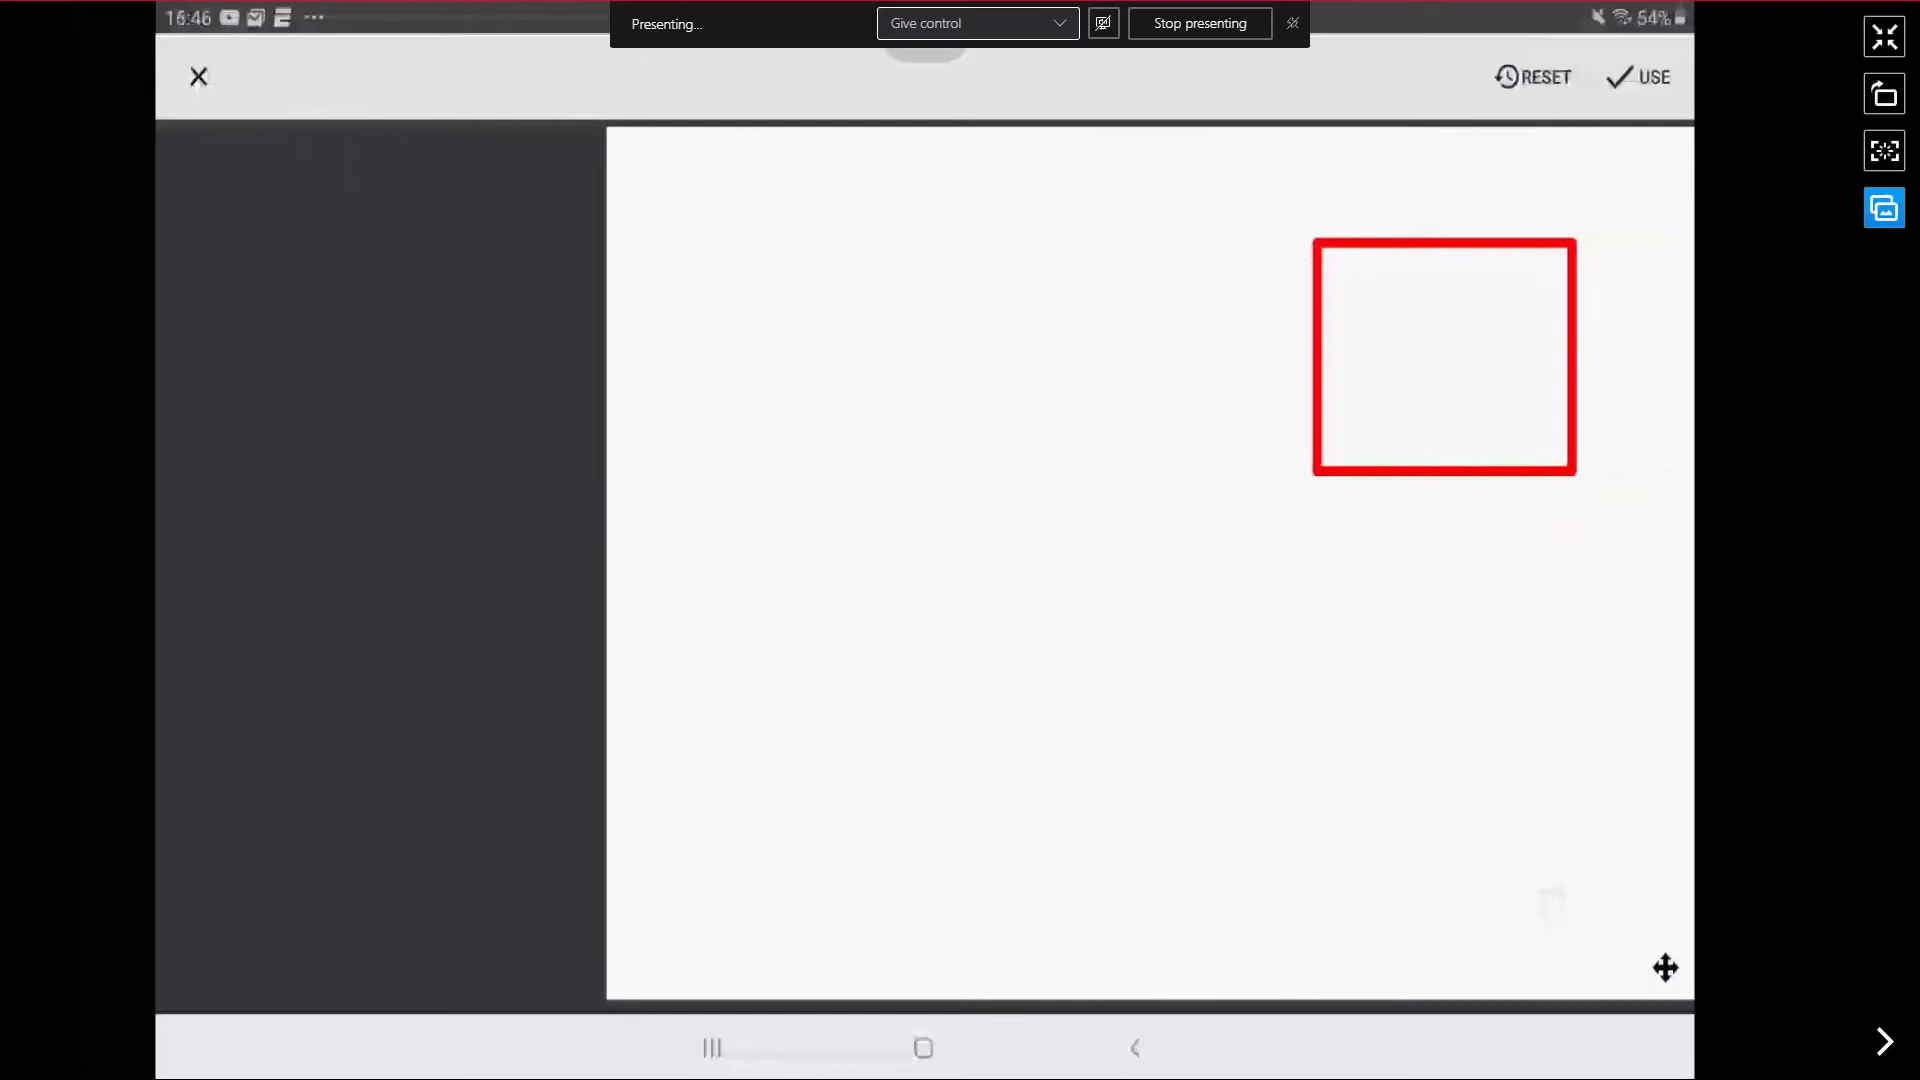 16:46
54%
Presenting...
Give control
Stop presenting
RESET
USE